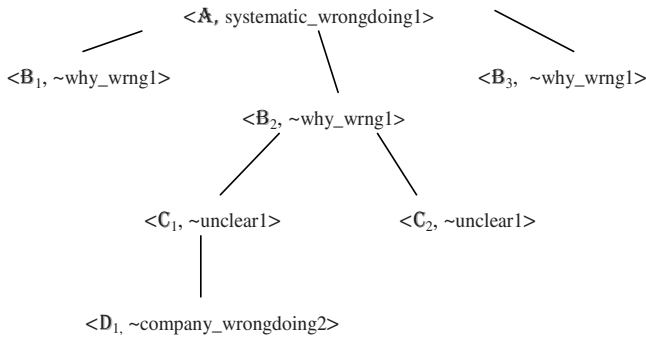 <𝔸, systematic_wrongdoing1>
<𝔹₁, ~why_wrng1>
<𝔹₃, ~why_wrng1>
<𝔹₂, ~why_wrng1>
<ℂ₁, ~unclear1>
<ℂ₂, ~unclear1>
<𝔻₁, ~company_wrongdoing2>